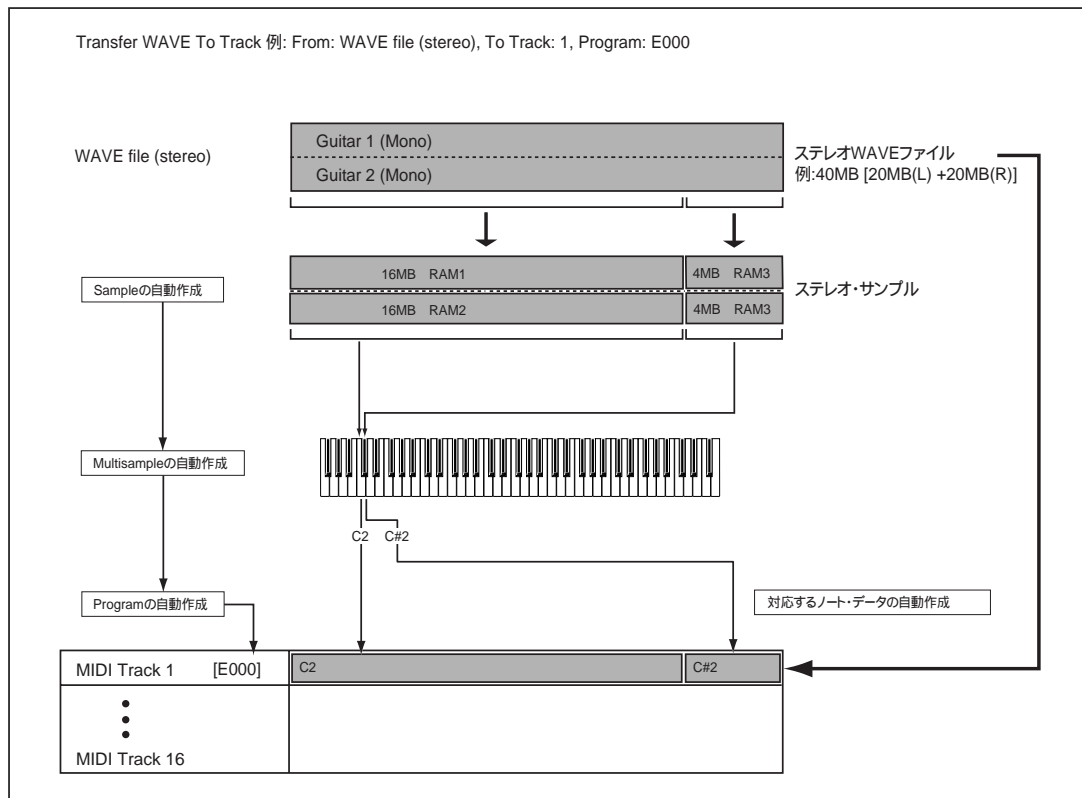 Transfer WAVE To Track 例: From: WAVE file (stereo), To Track: 1, Program: E000
WAVE file (stereo)
Guitar 1 (Mono)
Guitar 2 (Mono)
ステレオWAVEファイル
例:40MB [20MB(L) +20MB(R)]
Sampleの自動作成
16MB RAM1
4MB RAM3
16MB RAM2
4MB RAM3
ステレオ・サンプル
Multisampleの自動作成
C2
C#2
Programの自動作成
対応するノート・データの自動作成
MIDI Track 1
[E000]
C2
C#2
MIDI Track 16